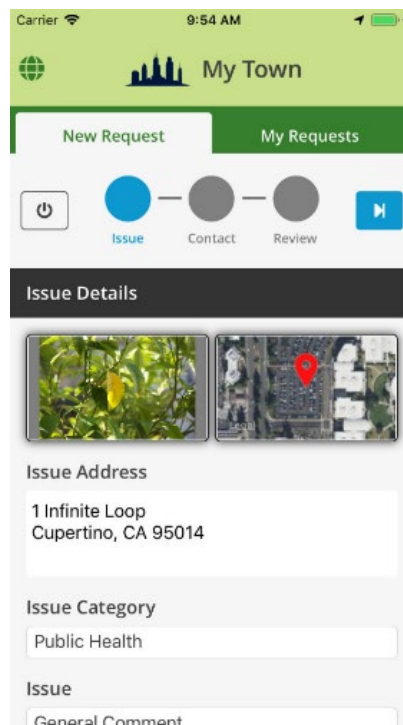 Carrier 9:54 AM
My Town
New Request My Requests
Issue Contact Review
Issue Details
Legal
Issue Address
1 Infinite Loop
Cupertino, CA 95014
Issue Category
Public Health
Issue
General Comment